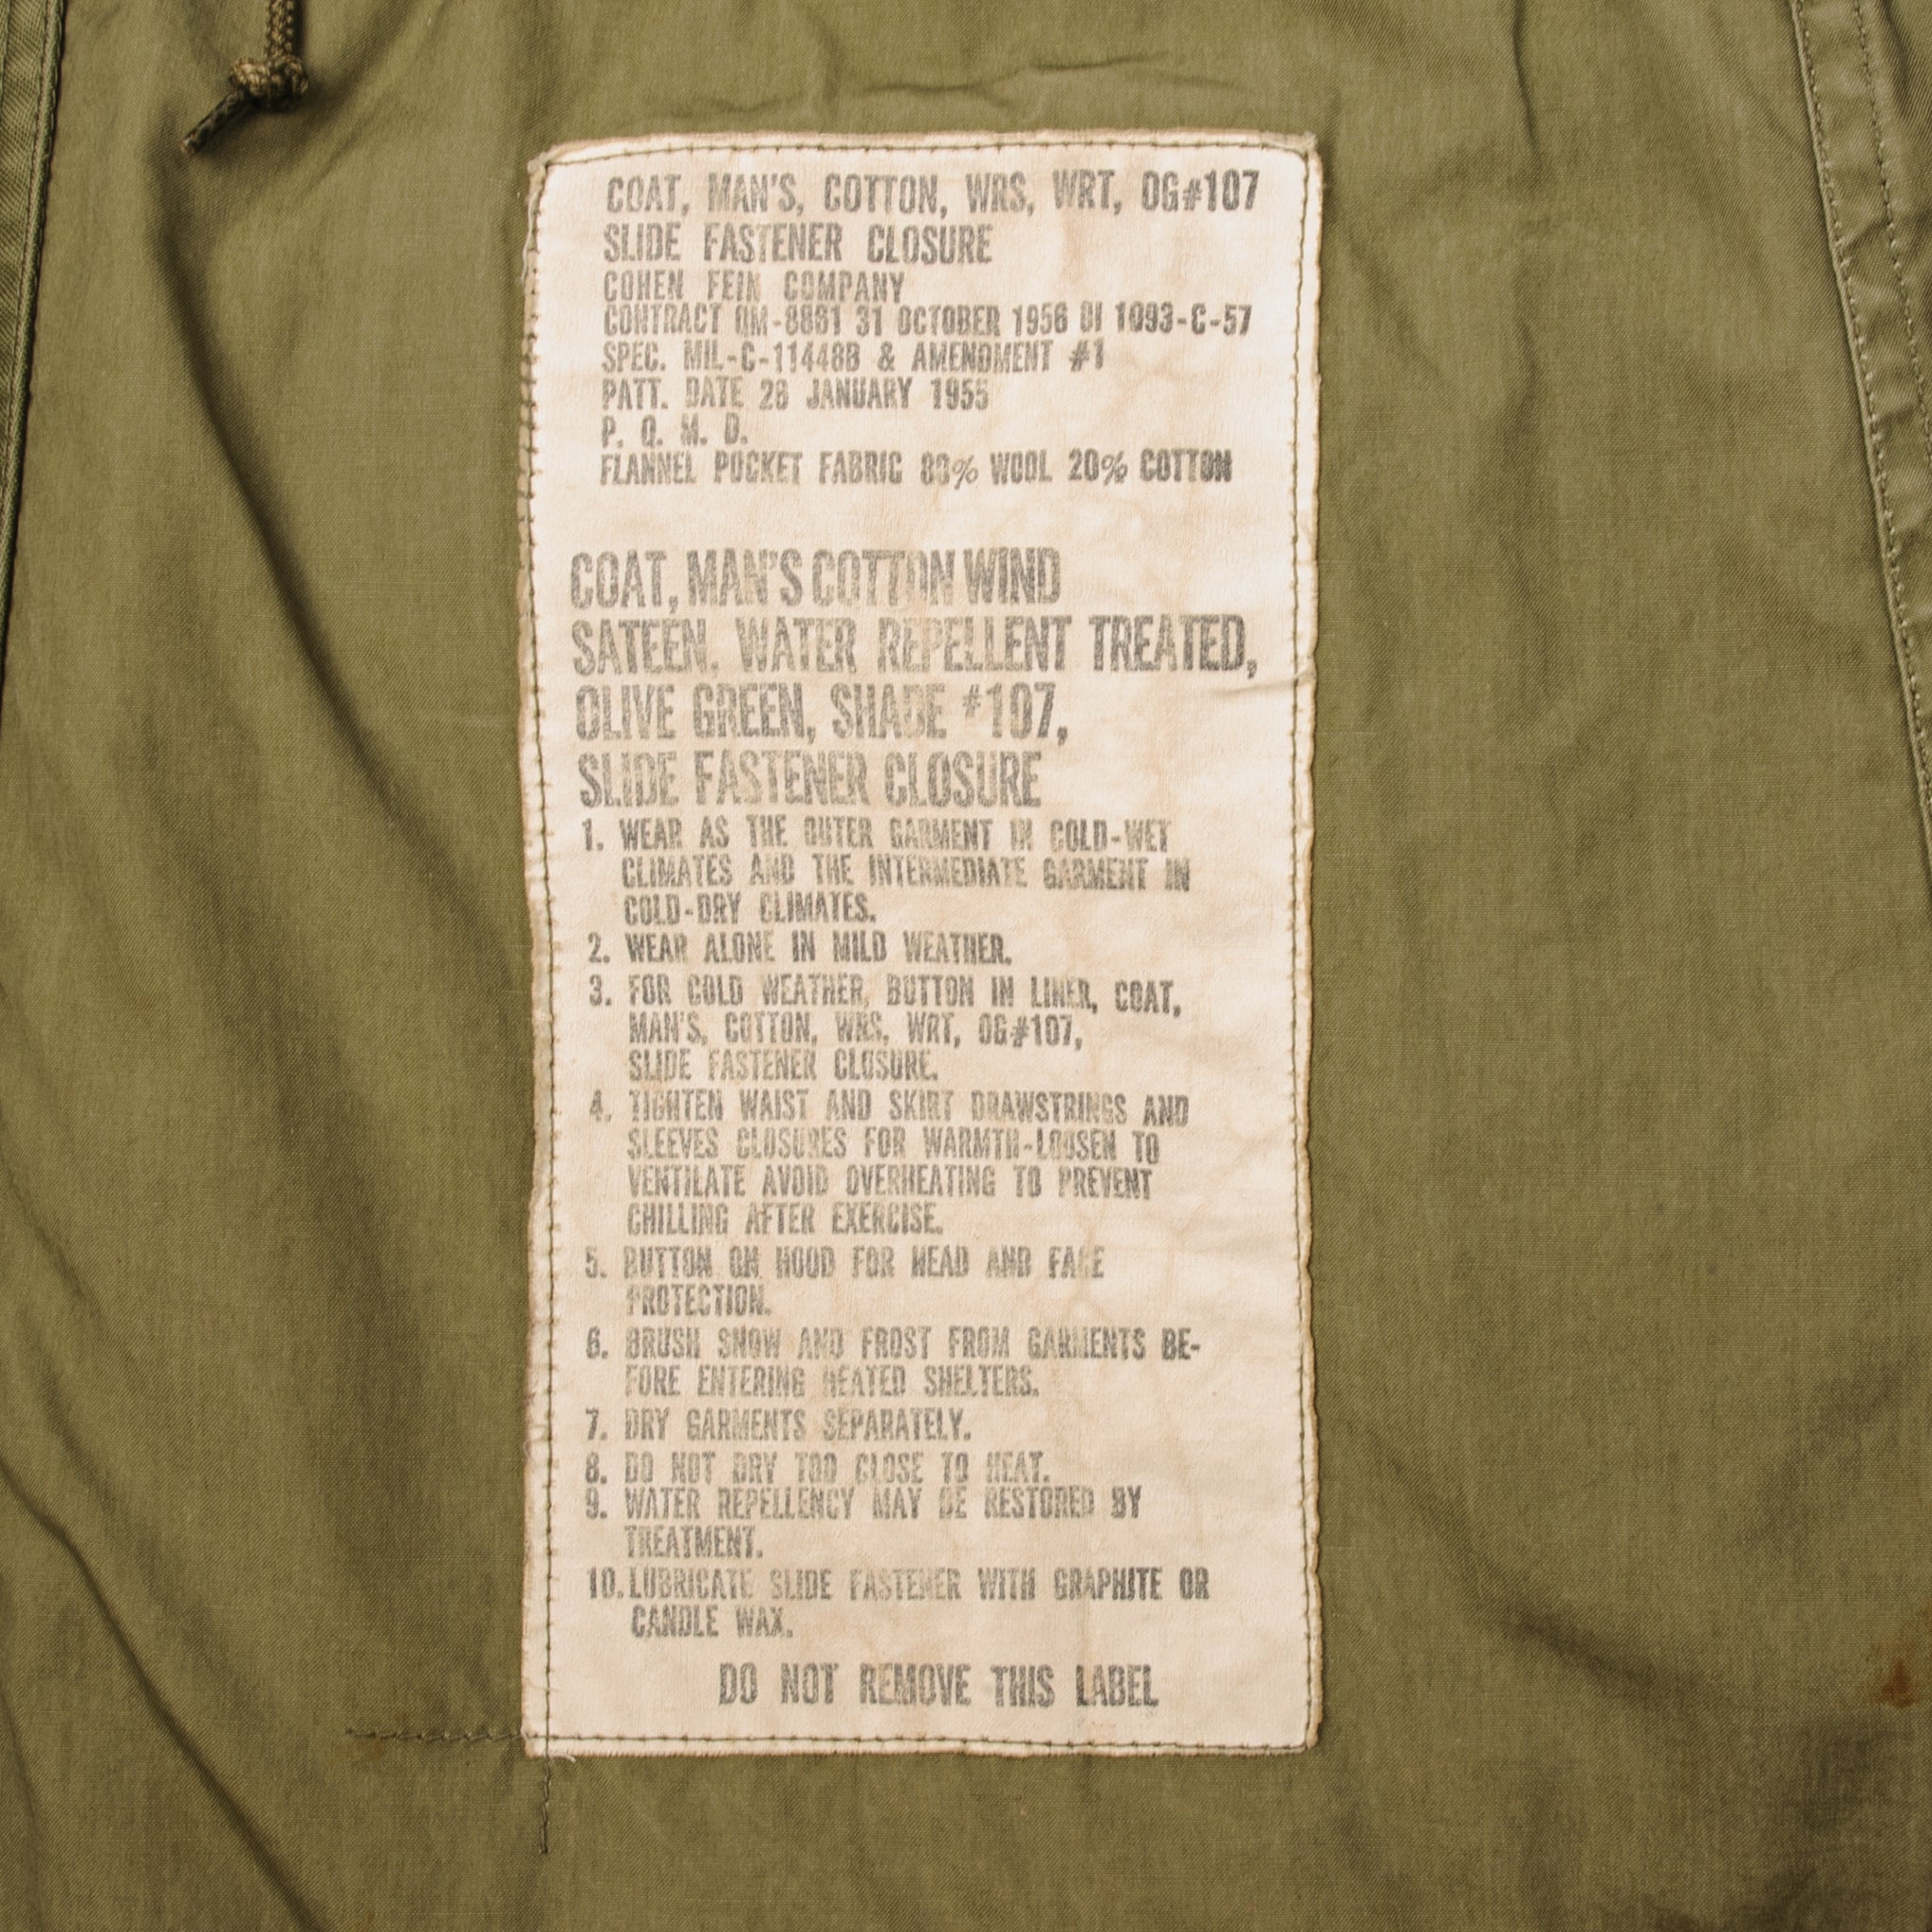 COAT, MAN'S, COTTON, WRS, WRT, OG#107
SLIDE FASTENER CLOSURE
COHEN FEIN COMPANY
CONTRACT QM-8861 31 OCTOBER 1956 OI 1093-C-57
SPEC. MIL-C-11448B & AMENDMENT #1
PATT. DATE 28 JANUARY 1955
P. Q. M. D.
FLANNEL POCKET FABRIC 80% WOOL 20% COTTON
COAT, MAN'S COTTON WIND
SATEEN. WATER REPELLENT TREATED,
OLIVE GREEN, SHADE #107,
SLIDE FASTENER CLOSURE
1. WEAR AS THE OUTER GARMENT IN COLD-WET
CLIMATES AND THE INTERMEDIATE GARMENT IN
COLD-DRY CLIMATES.
2. WEAR ALONE IN MILD WEATHER.
3. FOR COLD WEATHER, BUTTON IN LINER, COAT,
MAN'S, COTTON, WRS, WRT, OG#107,
SLIDE FASTENER CLOSURE.
4. TIGHTEN WAIST AND SKIRT DRAWSTRINGS AND
SLEEVES CLOSURES FOR WARMTH-LOOSEN TO
VENTILATE AVOID OVERHEATING TO PREVENT
CHILLING AFTER EXERCISE.
5. BUTTON ON HOOD FOR HEAD AND FACE
PROTECTION.
6. BRUSH SNOW AND FROST FROM GARMENTS BE-
FORE ENTERING HEATED SHELTERS.
7. DRY GARMENTS SEPARATELY.
8. DO NOT DRY TOO CLOSE TO HEAT.
9. WATER REPELLENCY MAY BE RESTORED BY
TREATMENT.
10. LUBRICATE SLIDE FASTENER WITH GRAPHITE OR
CANDLE WAX.
DO NOT REMOVE THIS LABEL